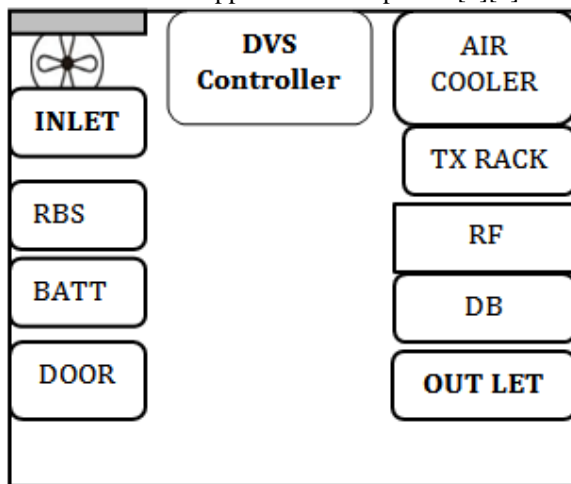 DVS
Controller
AIR
COOLER
INLET
TX RACK
RBS
RF
BATT
DB
DOOR
OUT LET